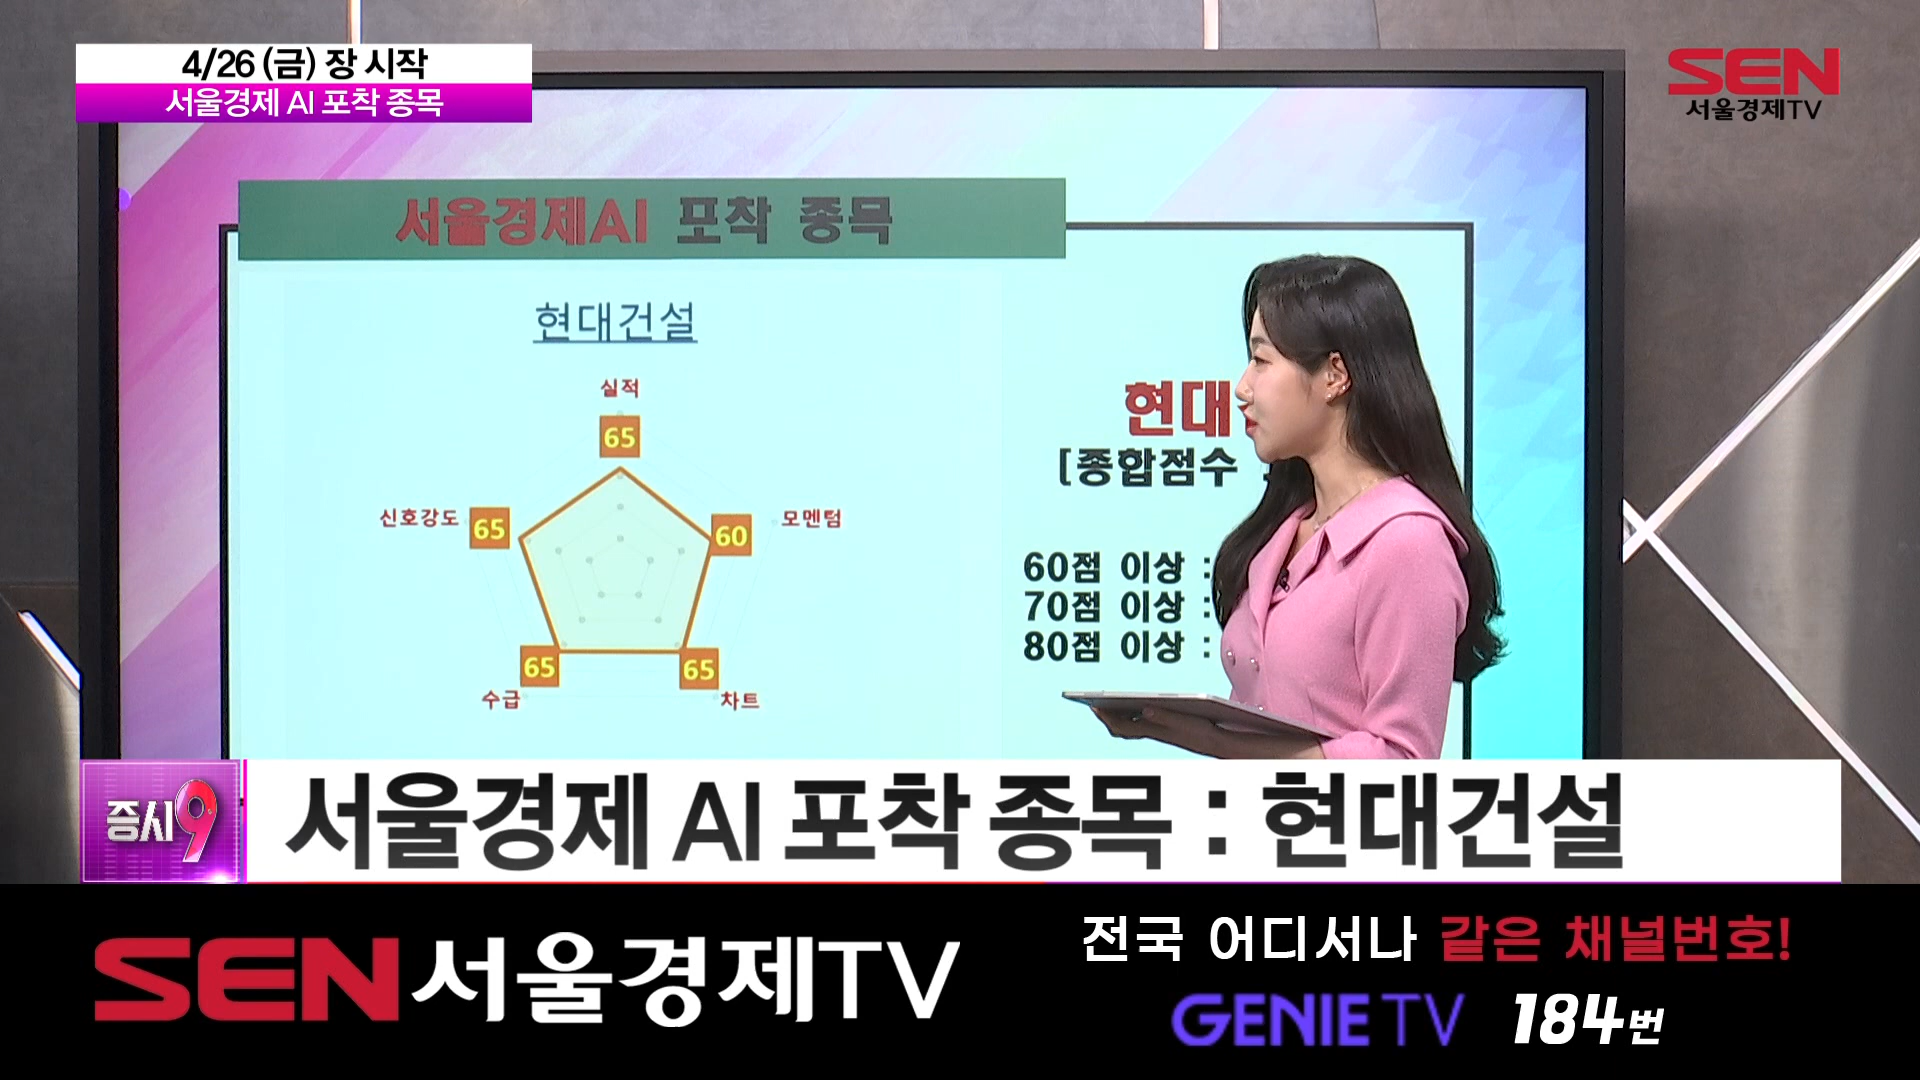 4/26 (금) 장 시작
서울경제 AI 포착 종목
SEN
서울경제TV
서울경제AI 포착 종목
현대건설
실적
65
신호강도
65
60
모멘텀
65
수급
65
차트
현대
[종합점수 :
60점 이상 :
70점 이상 :
80점 이상 :
증시9
서울경제 AI 포착 종목 : 현대건설
SEN서울경제TV
전국 어디서나 같은 채널번호!
GENIE TV 184번